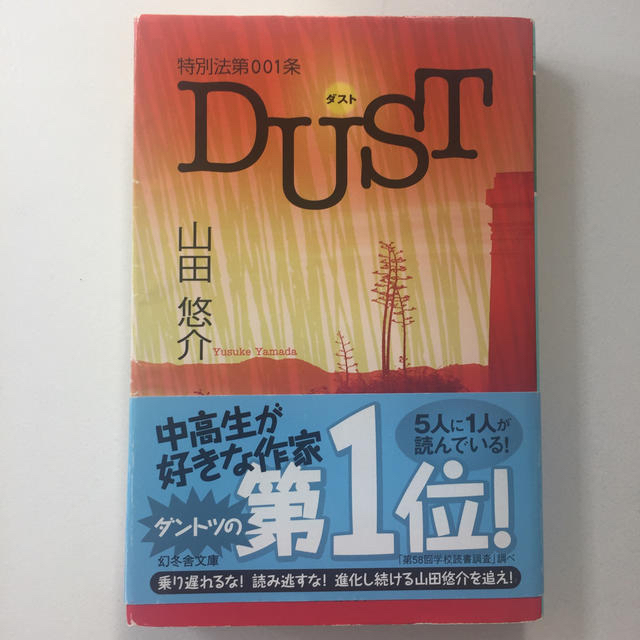 特別法第001条
DUST
ダスト
山田悠介
Yusuke Yamada
中高生が
好きな作家
5人に1人が
読んでいる!
ダントツの
第1位!
幻冬舎文庫
「第58回学校読書調査」調べ
乗り遅れるな! 読み逃すな! 進化し続ける山田悠介を追え!